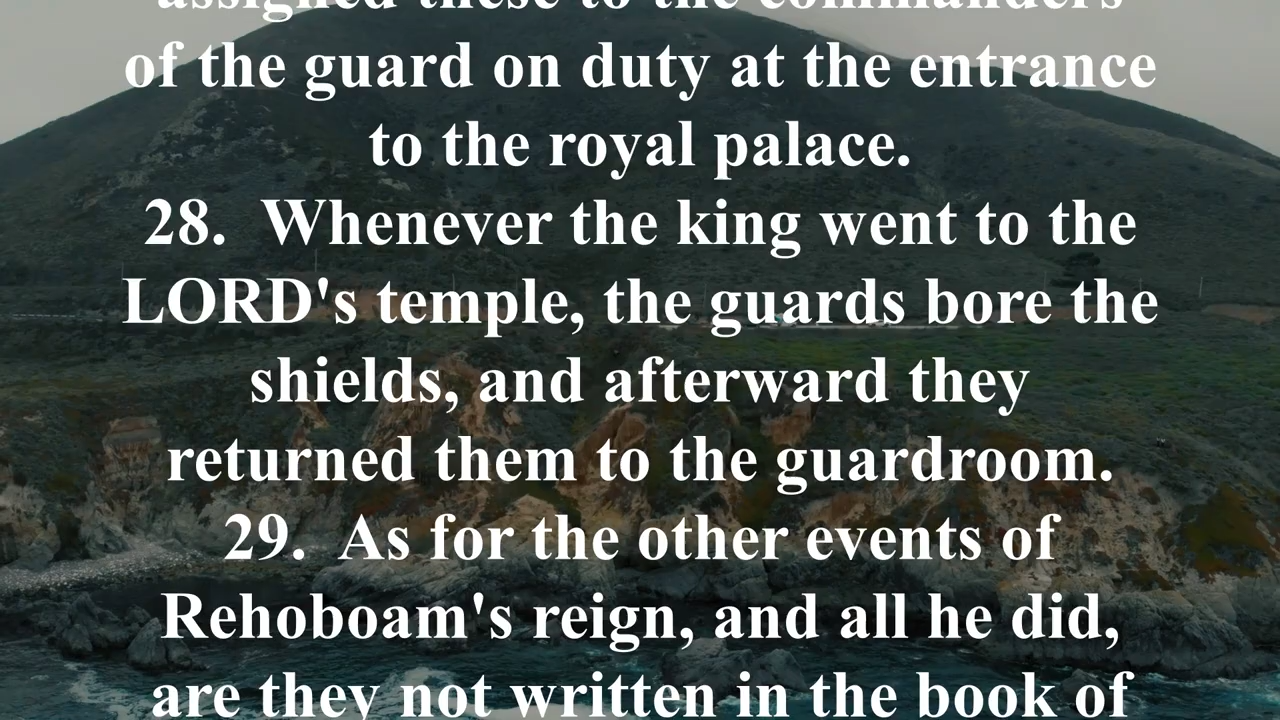 assigned these to the commanders
of the guard on duty at the entrance
to the royal palace.
28.  Whenever the king went to the
LORD's temple, the guards bore the
shields, and afterward they
returned them to the guardroom.
29.  As for the other events of
Rehoboam's reign, and all he did,
are they not written in the book of